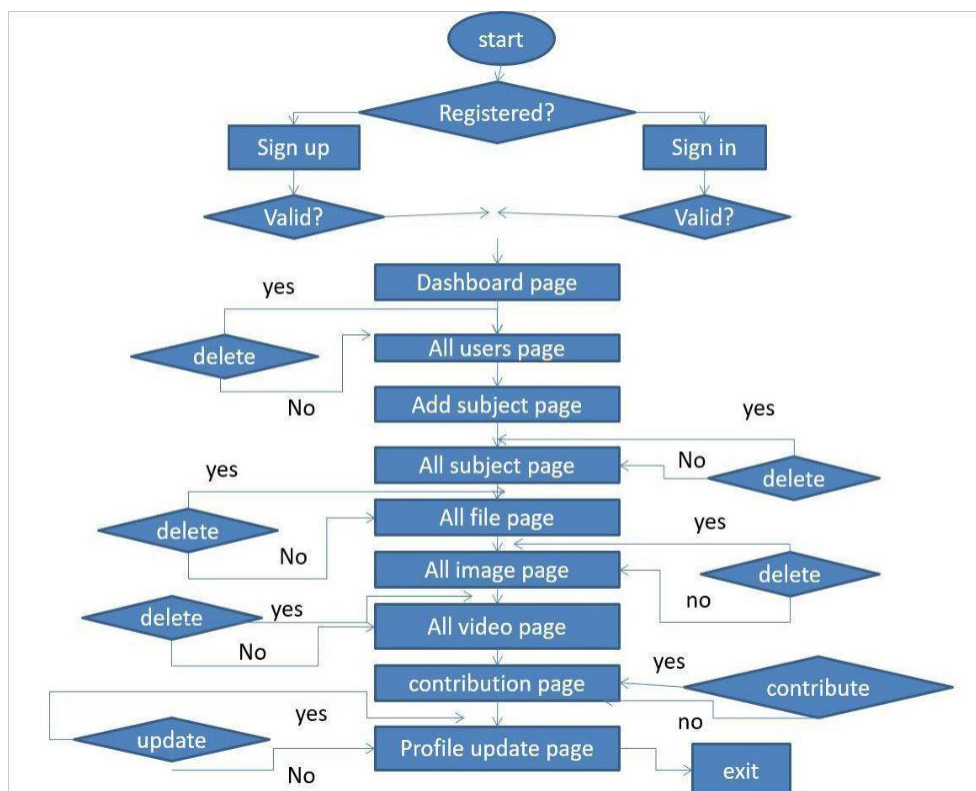 start
Registered?
Sign up
Sign in
Valid?
Valid?
Dashboard page
yes
All users page
delete
No
Add subject page
yes
All subject page
No
delete
yes
All file page
delete
yes
No
All image page
delete
no
delete
yes
All video page
No
yes
contribution page
contribute
yes
no
update
Profile update page
No
exit